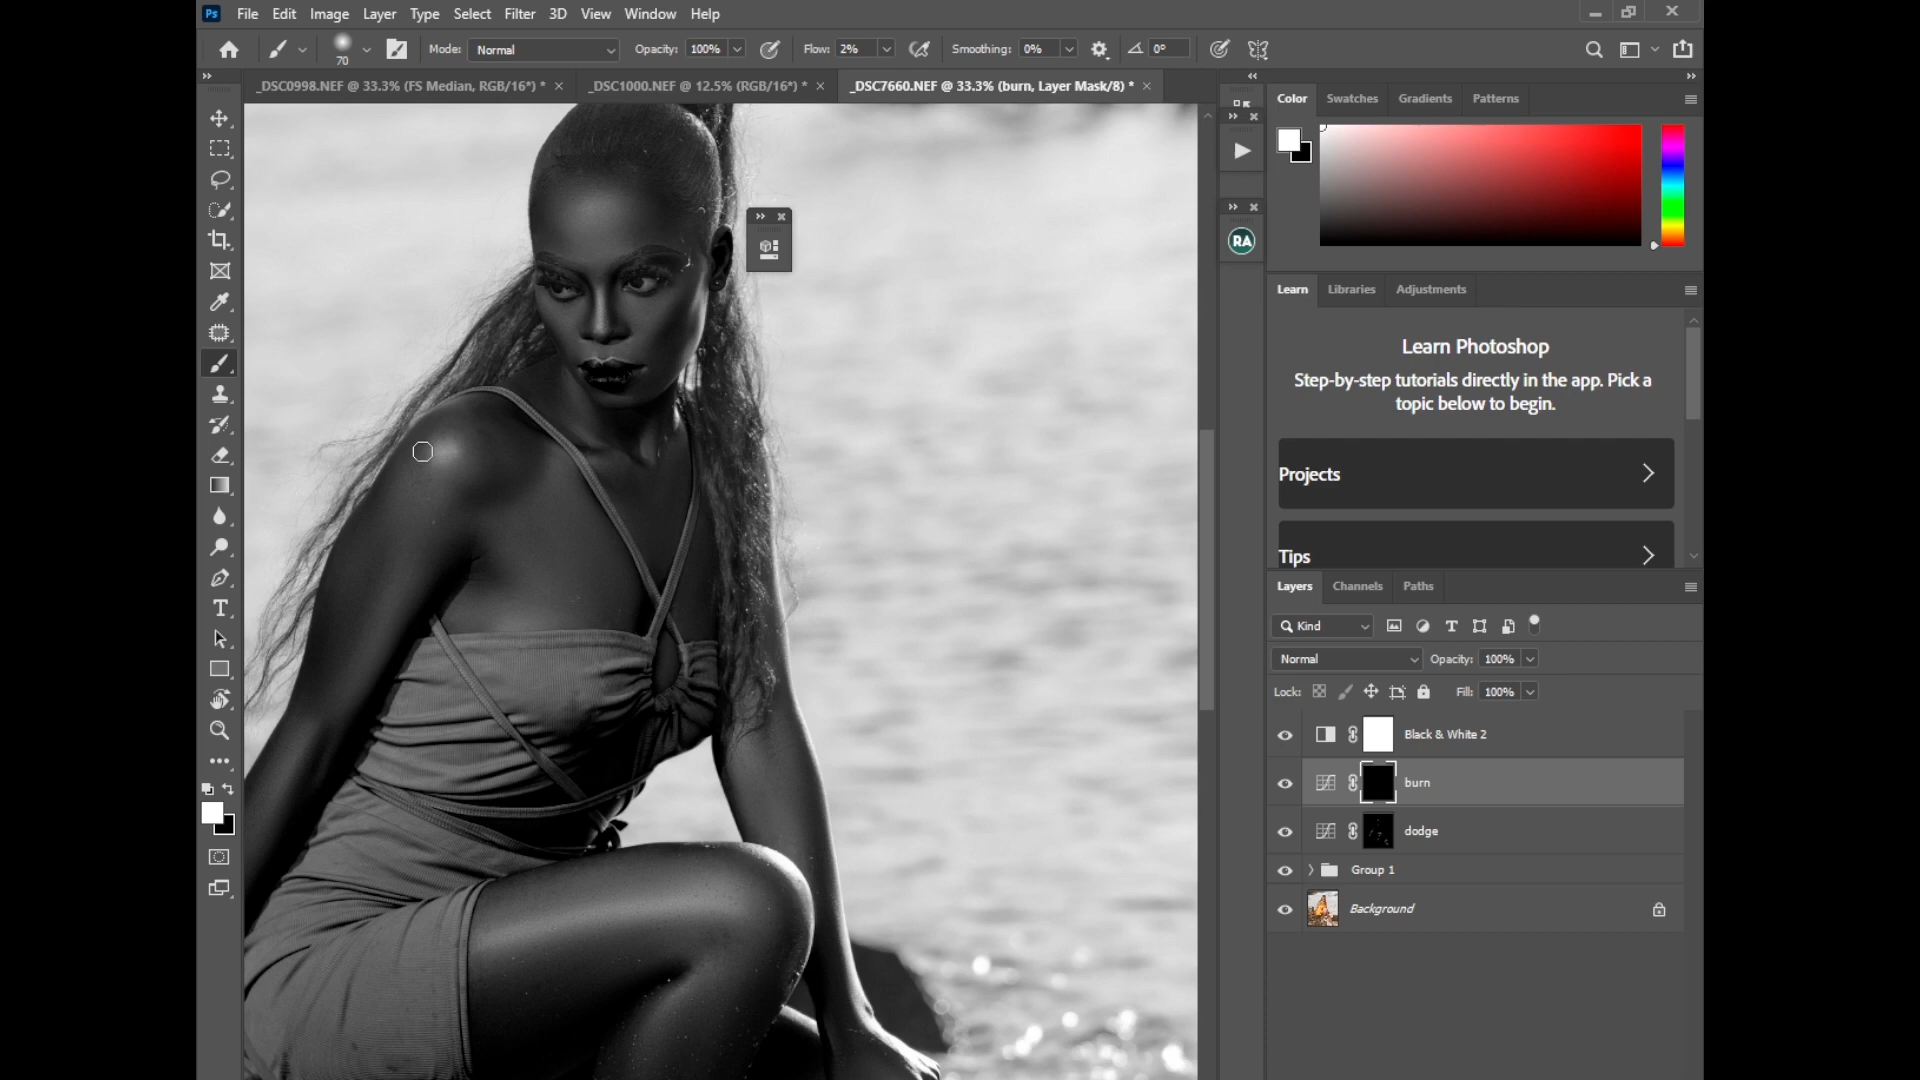 Ps File Edit Image Layer Type Select Filter 3D View Window Help
70 Mode: Normal Opacity: 100% Flow: 2% Smoothing: 0% 0°
_DSC0998.NEF @ 33.3% (FS Median, RGB/16*) * × _DSC1000.NEF @ 12.5% (RGB/16*) * × _DSC7660.NEF @ 33.3% (burn, Layer Mask/8) * ×
Color Swatches Gradients Patterns
RA
Learn Libraries Adjustments
Learn Photoshop
Step-by-step tutorials directly in the app. Pick a
topic below to begin.
Projects
Tips
Layers Channels Paths
Kind
Normal Opacity: 100%
Lock: Fill: 100%
Black & White 2
burn
dodge
Group 1
Background